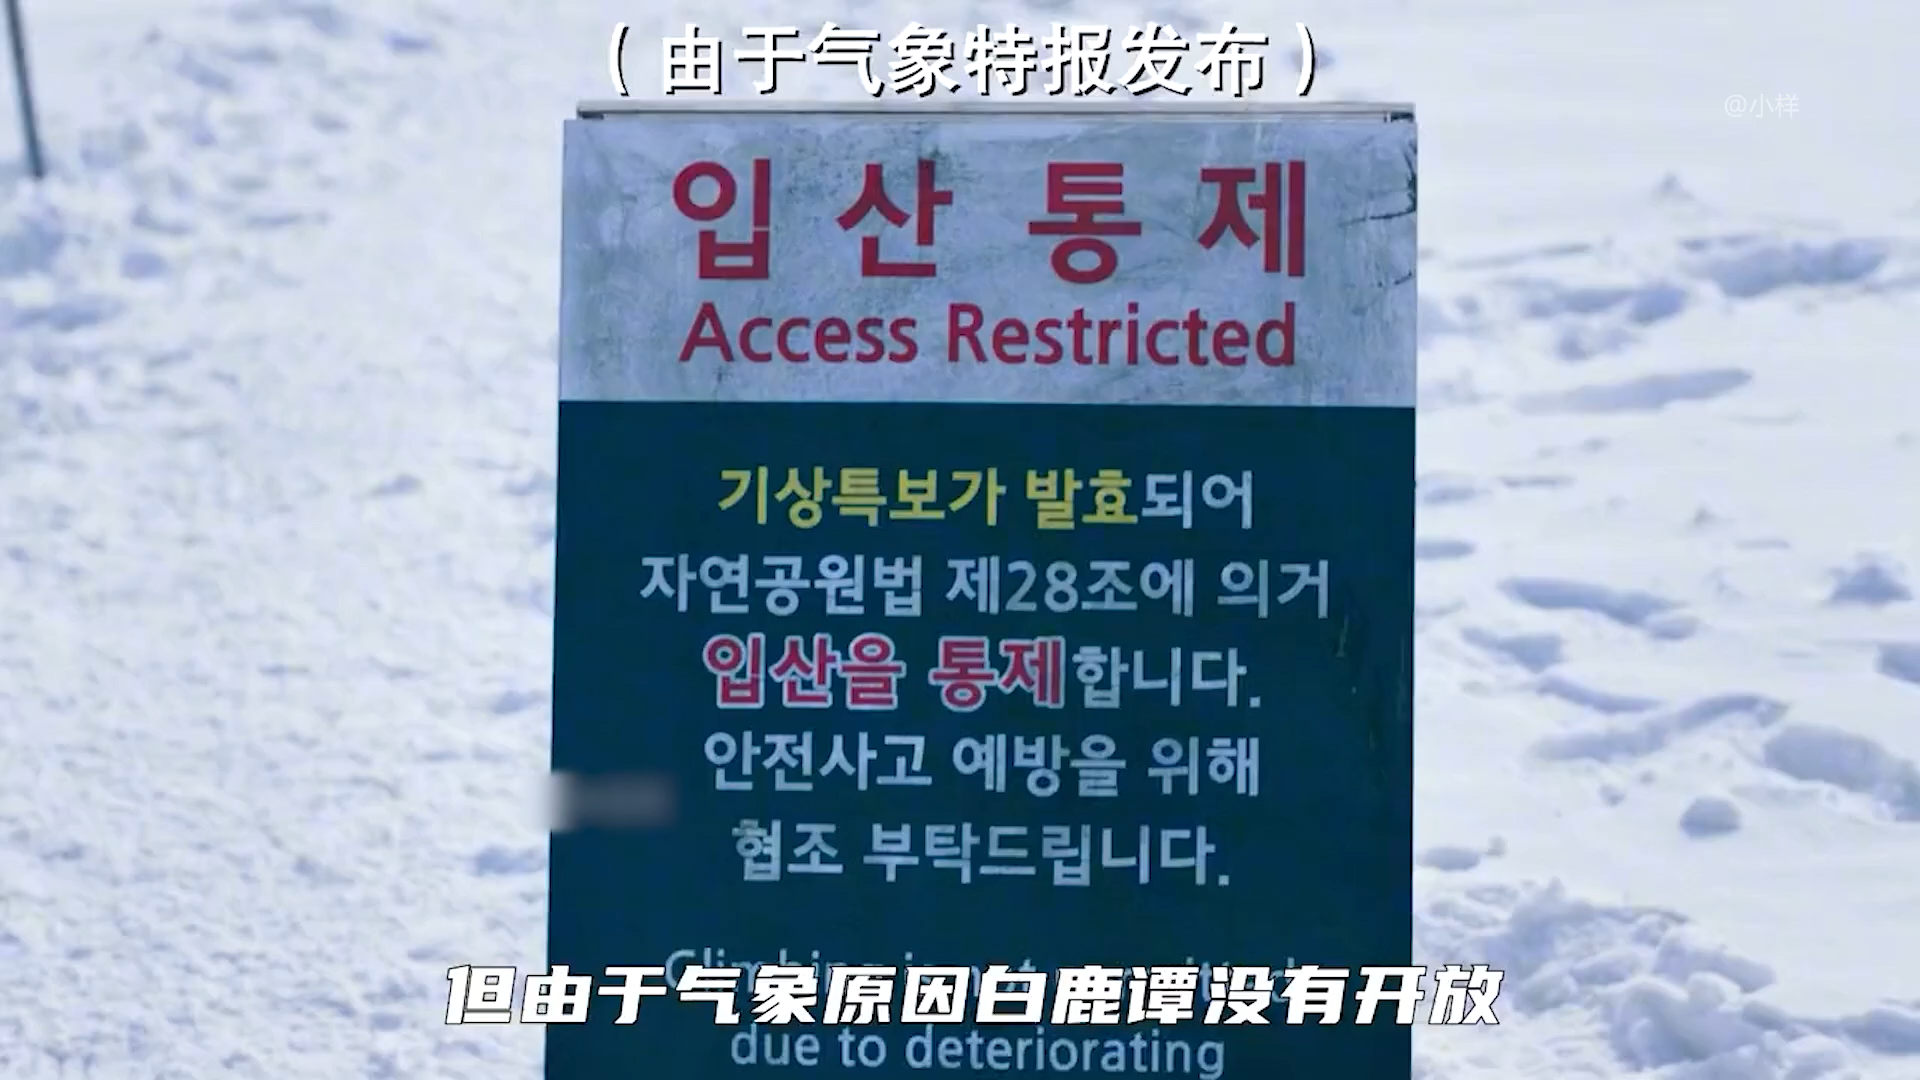 （由于气象特报发布）
@小样
입산통제
Access Restricted
기상특보가 발효되어
자연공원법 제28조에 의거
입산을 통제합니다.
안전사고 예방을 위해
협조 부탁드립니다.
Climbing is not
但由于气象原因白鹿谭没有开放
due to deteriorating